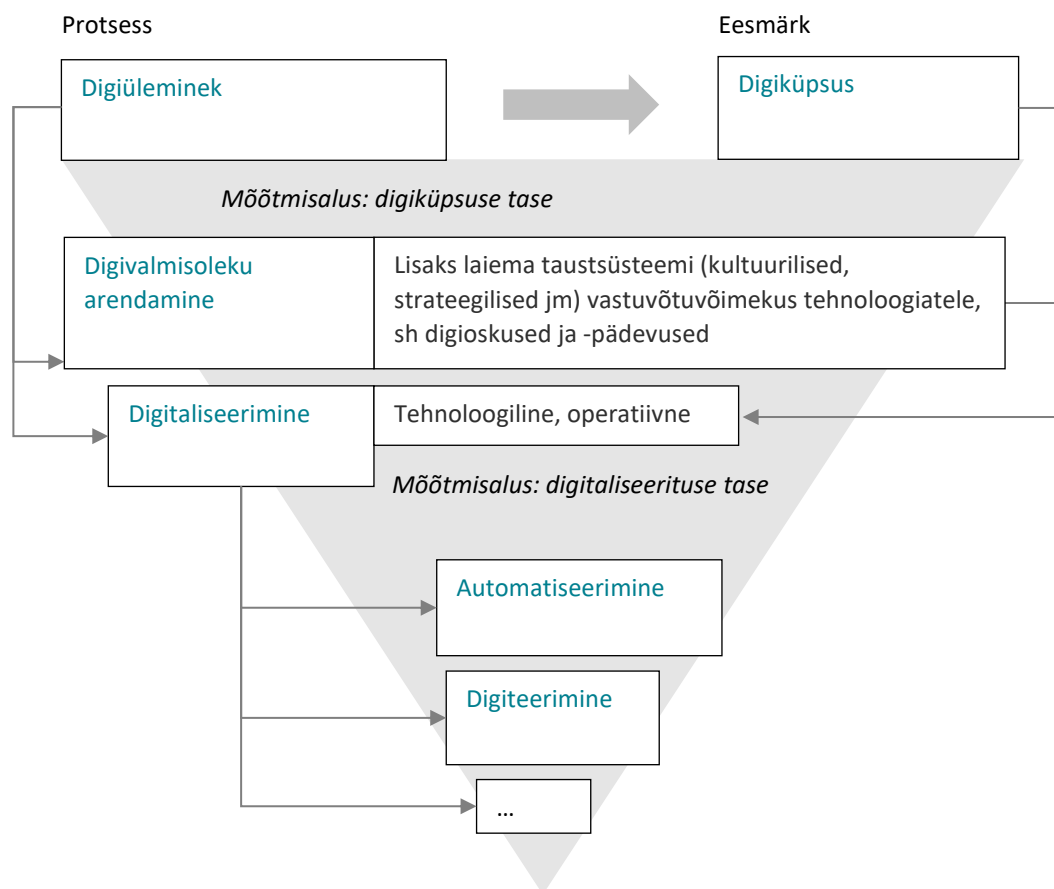 Protsess
Eesmärk
Digiüleminek
Digiküpsus
Mõõtmisalus: digiküpsuse tase
Digivalmisoleku
arendamine
Lisaks laiema taustsüsteemi (kultuurilised,
strateegilised jm) vastuvõtuvõimekus tehnoloogiatele,
sh digioskused ja -pädevused
Digitaliseerimine
Tehnoloogiline, operatiivne
Mõõtmisalus: digitaliseerituse tase
Automatiseerimine
Digiteerimine
...